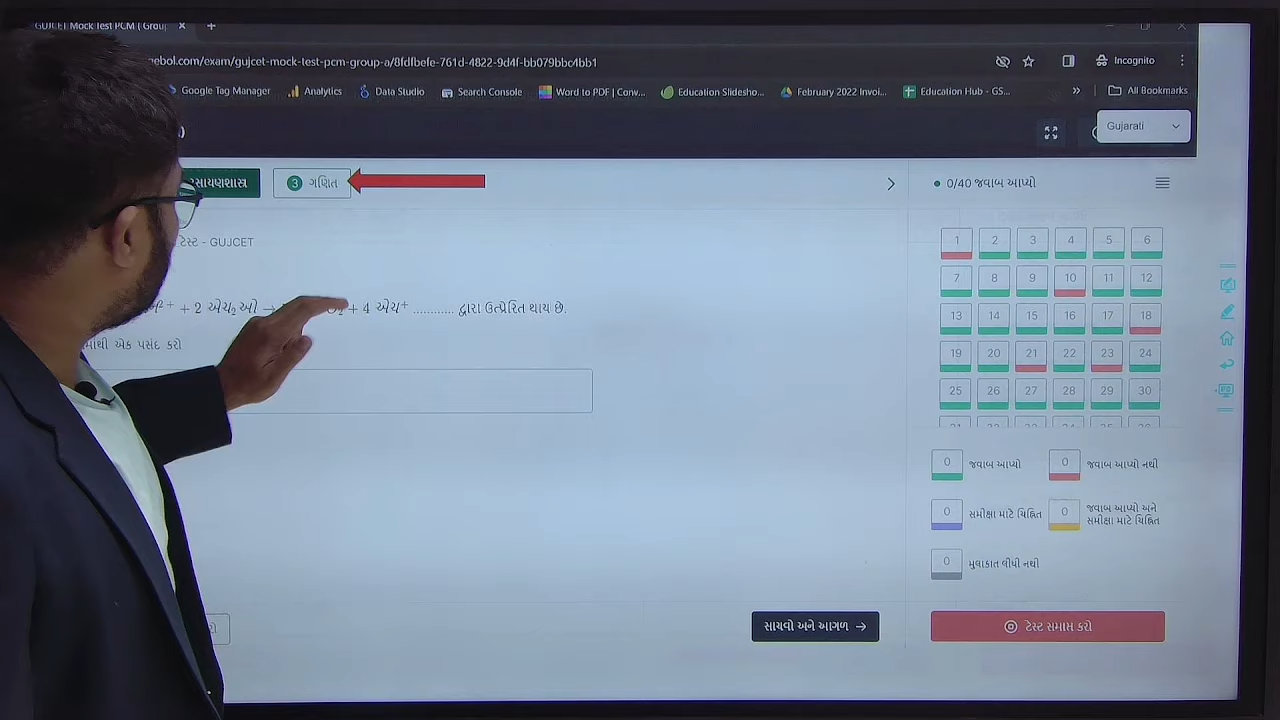 GUJCET Mock Test PCM ( Grou
ebol.com/exam/gujcet-mock-test-pcm-group-a/8fdfbefe-761d-4822-9d4f-bb079bbc4bb1
Incognito
Google Tag Manager
Analytics
Data Studio
Search Console
Word to PDF | Conv...
Education Slidesho...
February 2022 Invoi...
Education Hub - GS...
All Bookmarks
Gujarati
રસાયણશાસ્ત્ર
3 ગણિત
0/40 જવાબ આપ્યો
ટેસ્ટ - GUJCET
+ 2 એચ₂ઓ → + 4 એચ⁺ ........... દ્વારા ઉત્પ્રેરિત થાય છે.
માંથી એક પસંદ કરો
1 2 3 4 5 6
7 8 9 10 11 12
13 14 15 16 17 18
19 20 21 22 23 24
25 26 27 28 29 30
0 જવાબ આપ્યો
0 જવાબ આપ્યો નથી
0 સમીક્ષા માટે ચિહ્નિત
0 જવાબ આપ્યો અને
સમીક્ષા માટે ચિહ્નિત
0 મુલાકાત લીધી નથી
સાચવો અને આગળ →
ટેસ્ટ સમાપ્ત કરો